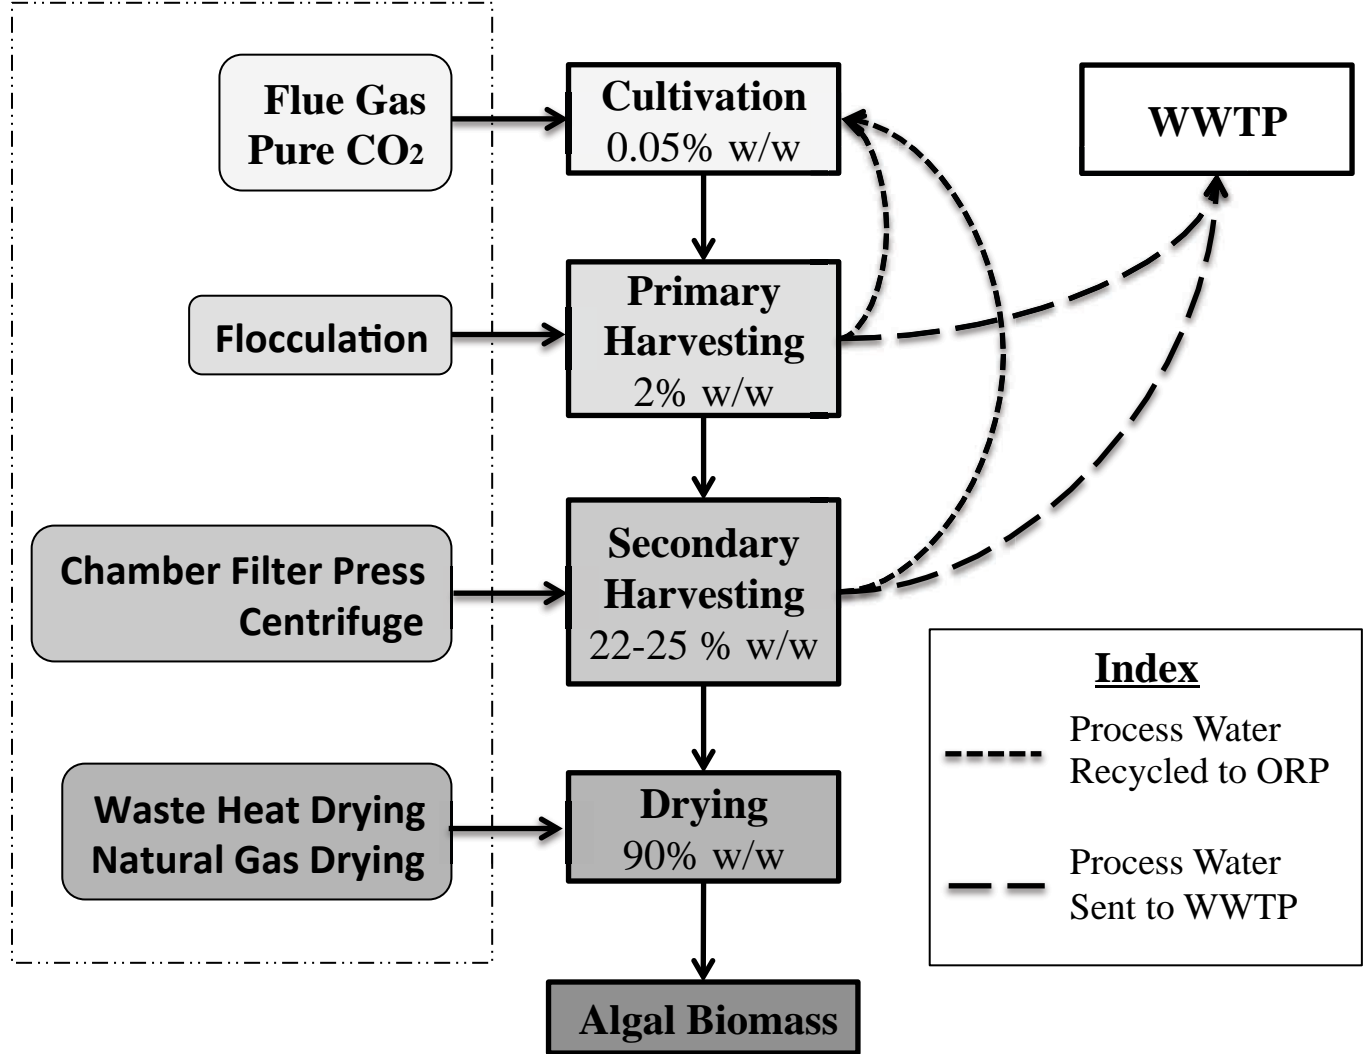 Flue Gas
Pure CO₂
Cultivation
0.05% w/w
WWTP
Flocculation
Primary
Harvesting
2% w/w
Chamber Filter Press
Centrifuge
Secondary
Harvesting
22-25 % w/w
Waste Heat Drying
Natural Gas Drying
Drying
90% w/w
Algal Biomass
Index
Process Water
Recycled to ORP
Process Water
Sent to WWTP